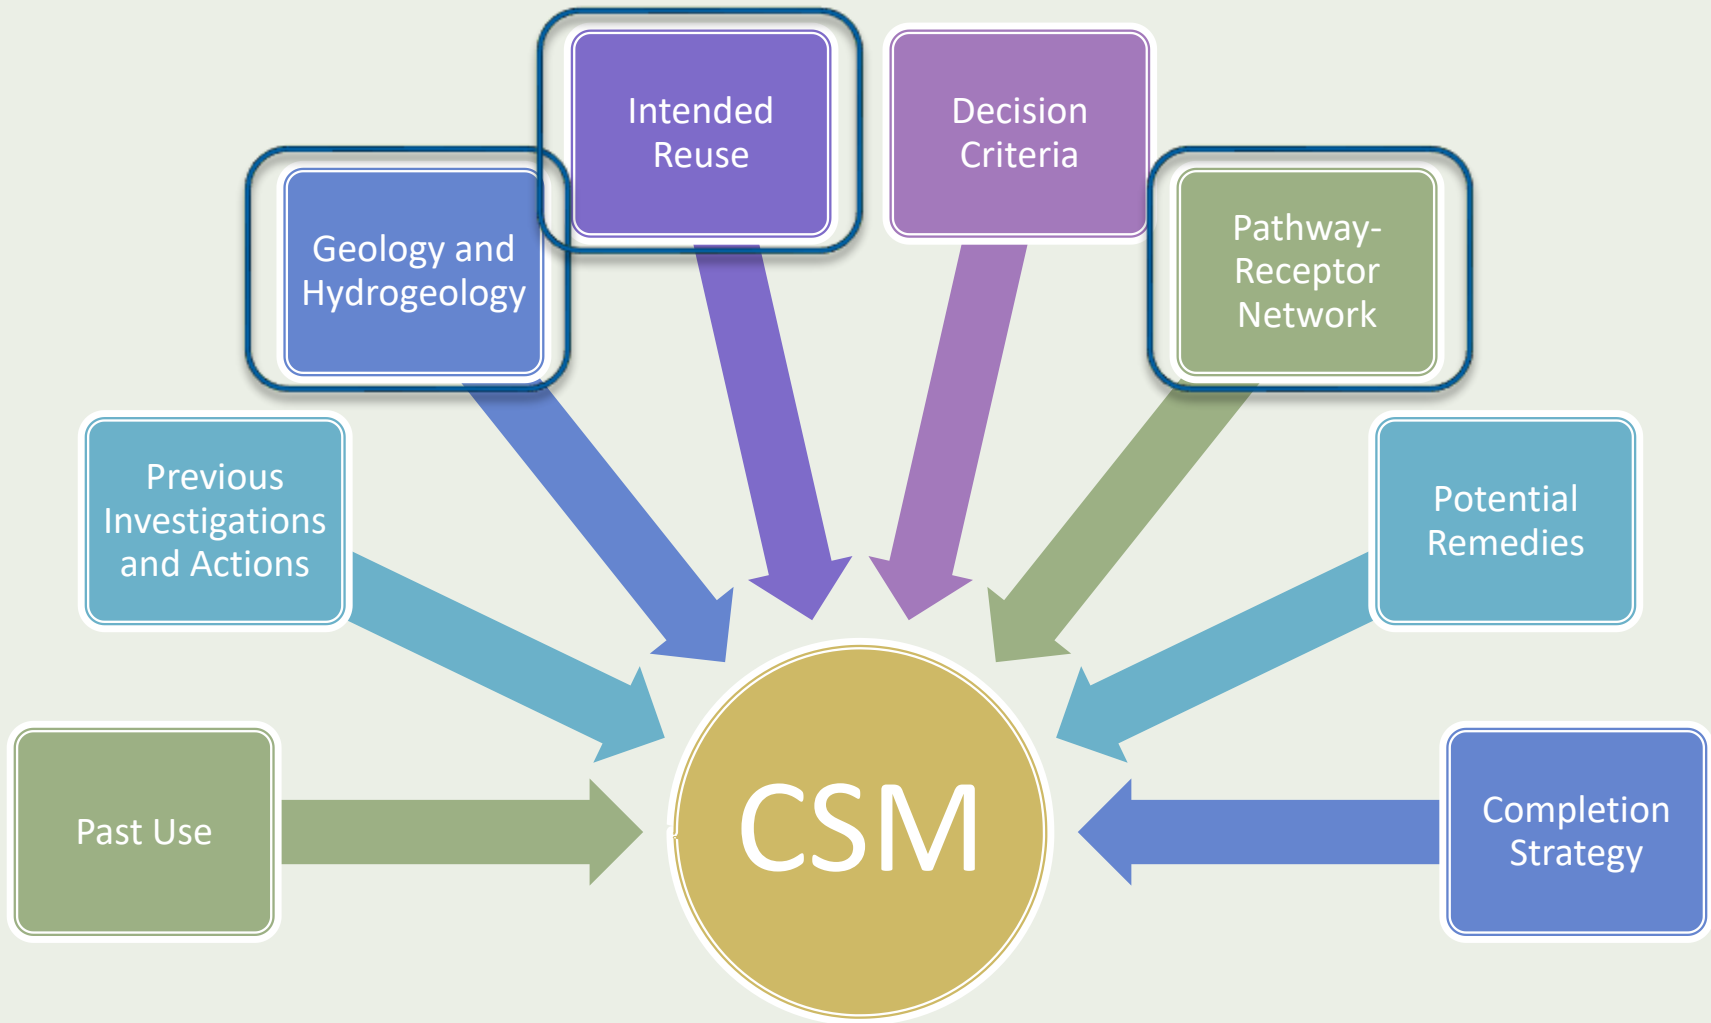 Intended
Reuse
Decision
Criteria
Geology and
Hydrogeology
Pathway-
Receptor
Network
Previous
Investigations
and Actions
Potential
Remedies
Past Use
CSM
Completion
Strategy